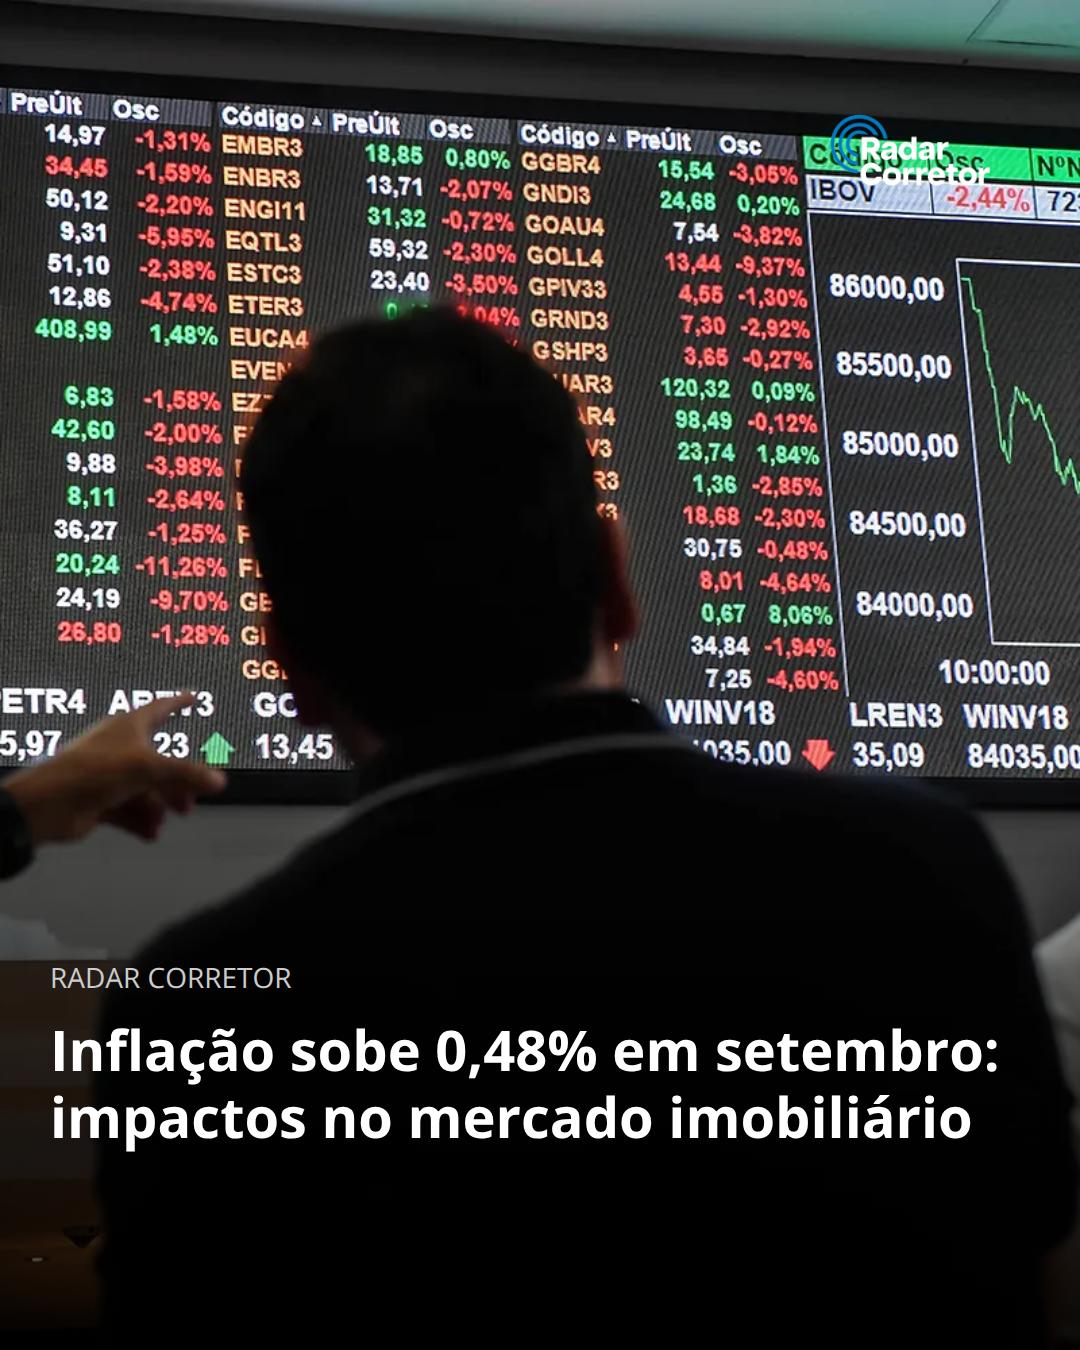 PreÚlt Osc Código PreÚlt Osc Código PreÚlt Osc
14,97 -1,31% EMBR3 18,85 0,80% GGBR4 15,54 -3,05%
34,45 -1,59% ENBR3 13,71 -2,07% GNDI3 24,68 0,20%
50,12 -2,20% ENGI11 31,32 -0,72% GOAU4 7,54 -3,82%
9,31 -5,95% EQTL3 59,32 -2,30% GOLL4 13,44 -9,37%
51,10 -2,38% ESTC3 23,40 -3,50% GPIV33 4,55 -1,30%
12,86 -4,74% ETER3 GRND3 7,30 -2,92%
408,99 1,48% EUCA4 GSHP3 3,65 -0,27%
EVEN 120,32 0,09%
6,83 -1,58% 98,49 -0,12%
42,60 -2,00% 23,74 1,84%
9,88 -3,98% 1,36 -2,85%
8,11 -2,64% 18,68 -2,30%
36,27 -1,25% 30,75 -0,48%
20,24 -11,26% 8,01 -4,64%
24,19 -9,70% 0,67 8,06%
26,80 -1,28% 34,84 -1,94%
7,25 -4,60%
Radar
Corretor
Osc NºN
IBOV -2,44%
86000,00
85500,00
85000,00
84500,00
84000,00
10:00:00
PETR4 WINV18 LREN3 WINV18
5,97 23 13,45 035,00 35,09 84035,00
RADAR CORRETOR
Inflação sobe 0,48% em setembro:
impactos no mercado imobiliário